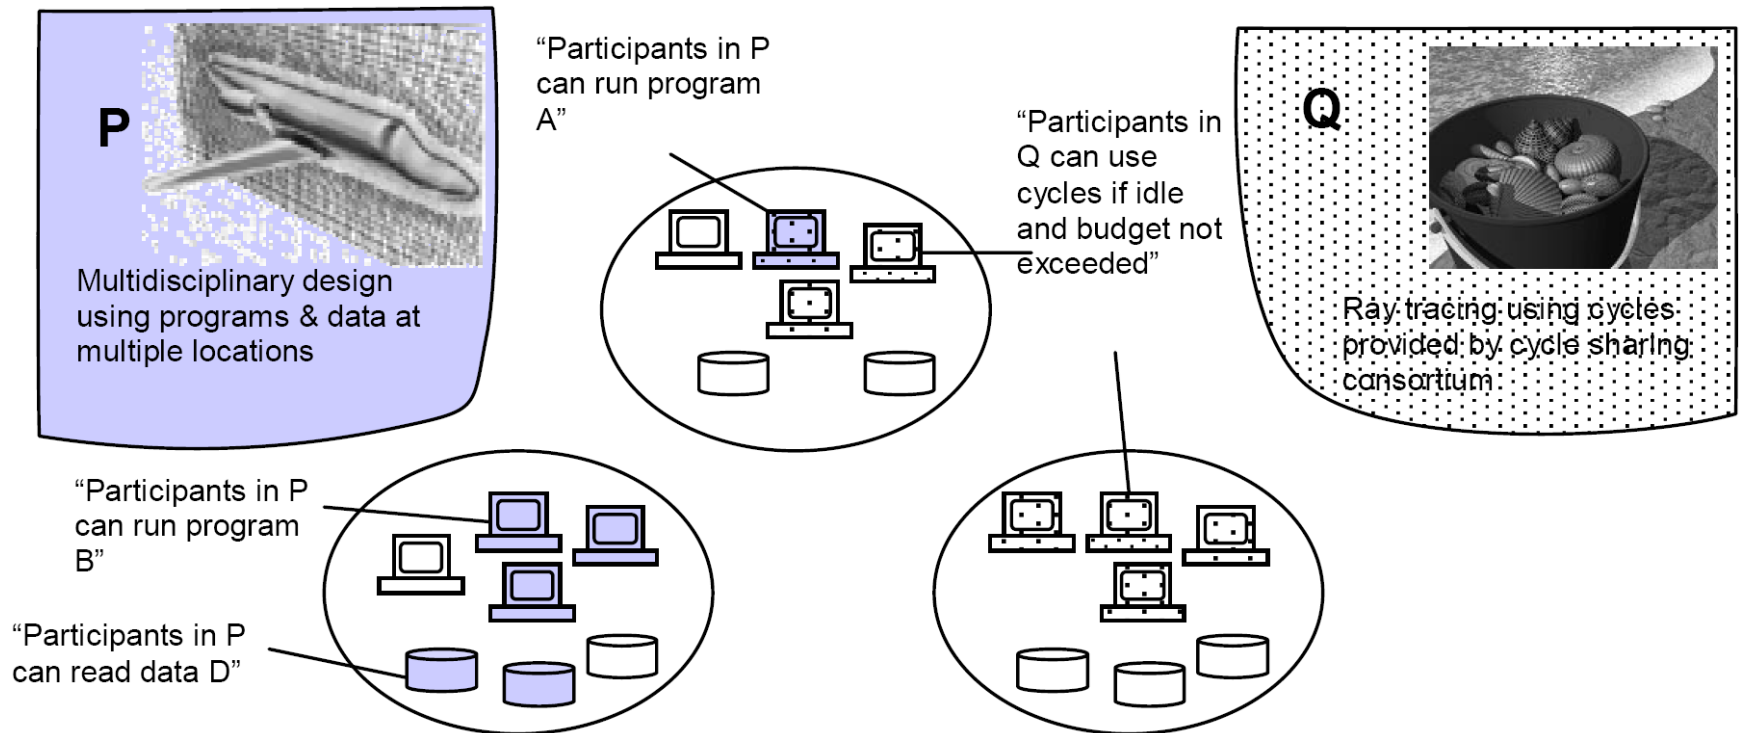 P
Multidisciplinary design
using programs & data at
multiple locations
“Participants in P
can run program
A”
“Participants in
Q can use
cycles if idle
and budget not
exceeded”
Q
Ray tracing using cycles
provided by cycle sharing
consortium
“Participants in P
can run program
B”
“Participants in P
can read data D”